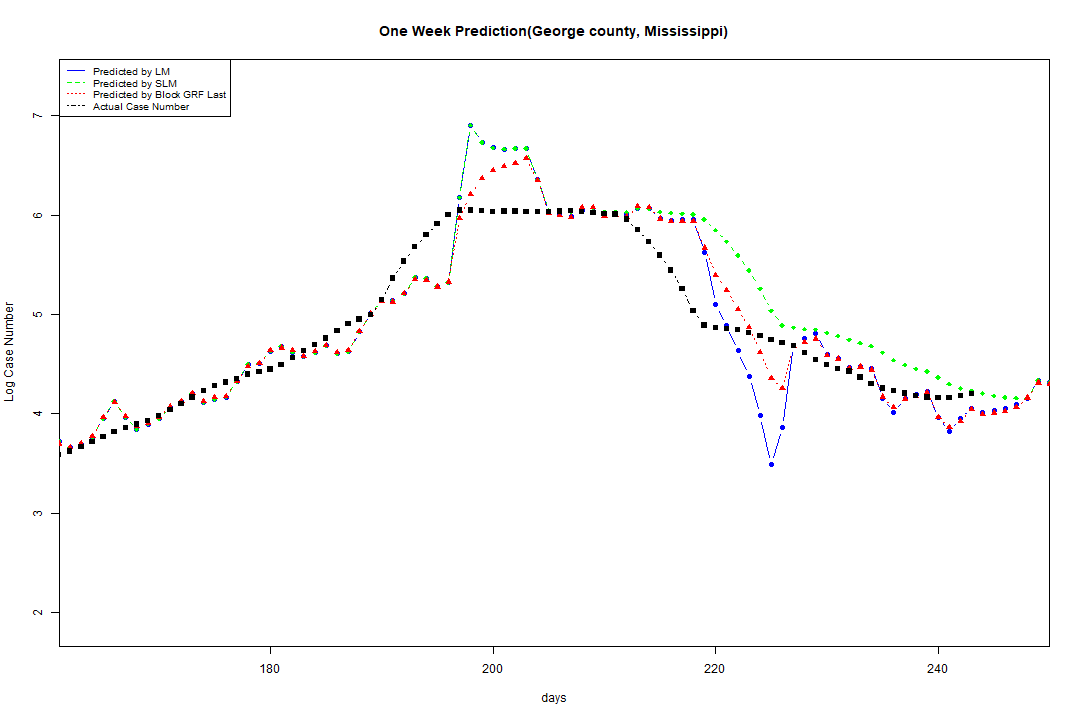 One Week Prediction(George county, Mississippi)
Predicted by LM
Predicted by SLM
Predicted by Block GRF Last
Actual Case Number
7
6
5
4
3
2
Log Case Number
180 200 220 240
days